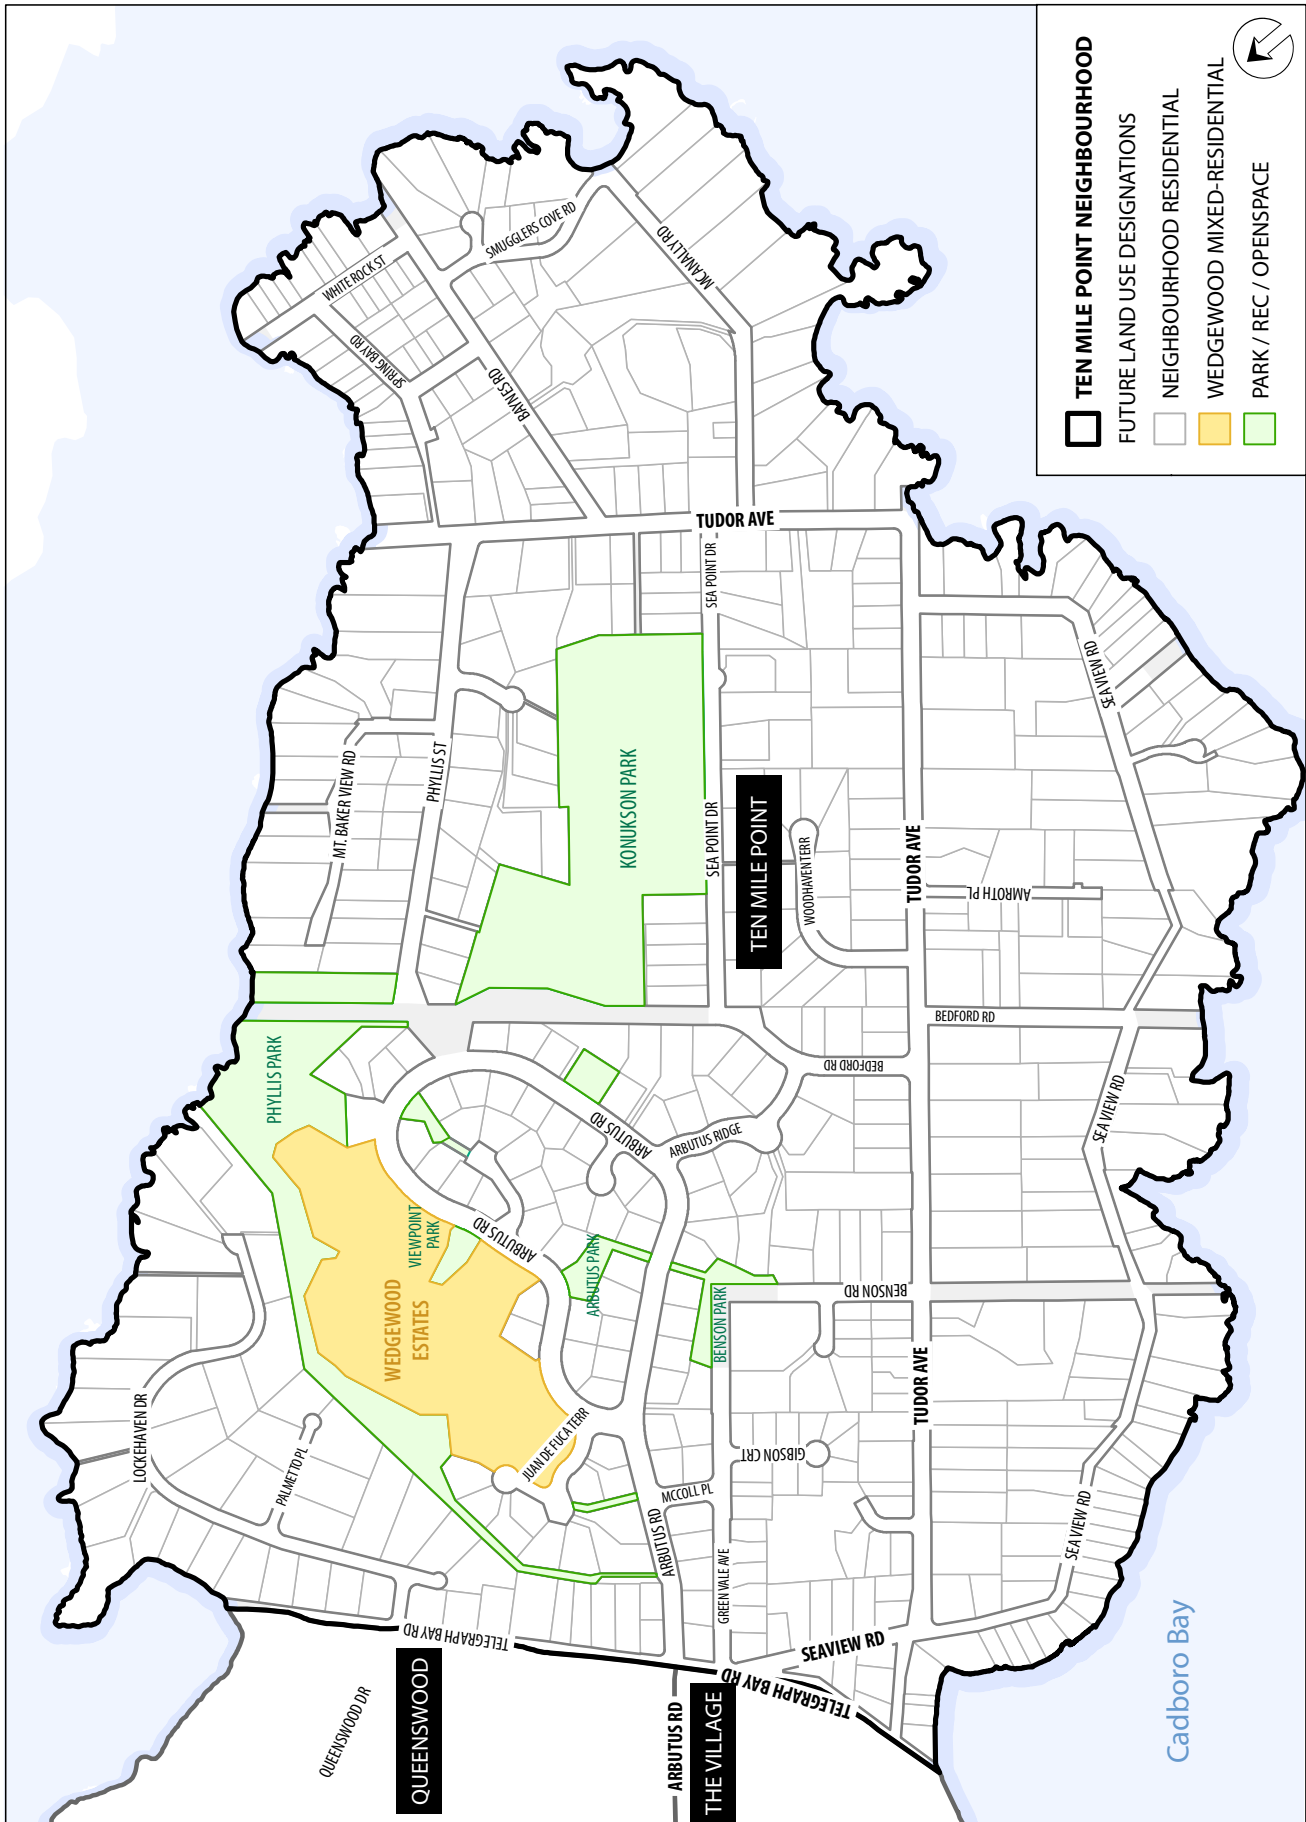 TEN MILE POINT NEIGHBOURHOOD
FUTURE LAND USE DESIGNATIONS
NEIGHBOURHOOD RESIDENTIAL
WEDGEWOOD MIXED-RESIDENTIAL
PARK / REC / OPENSPACE
WHITE ROCK ST
SPRING BAY RD
BAYNES RD
SMUGGLERS COVE RD
MCANALLY RD
TUDOR AVE
SEA POINT DR
SEA VIEW RD
MT. BAKER VIEW RD
PHYLLIS ST
KONUKSON PARK
SEA POINT DR
TEN MILE POINT
WOODHAVEN TERR
TUDOR AVE
AMROTH PL
BEDFORD RD
BEDFORD RD
SEA VIEW RD
PHYLLIS PARK
ARBUTUS RD
ARBUTUS RIDGE
VIEWPOINT
PARK
ARBUTUS RD
ARBUTUS PARK
WEDGEWOOD
ESTATES
BENSON PARK
BENSON RD
TUDOR AVE
LOCKEHAVEN DR
PALMETTO PL
JUAN DE FUCA TERR
GIBSON CRT
MCCOLL PL
ARBUTUS RD
GREEN VALE AVE
SEA VIEW RD
SEAVIEW RD
TELEGRAPH BAY RD
TELEGRAPH BAY RD
QUEENSWOOD DR
QUEENSWOOD
ARBUTUS RD
THE VILLAGE
Cadboro Bay